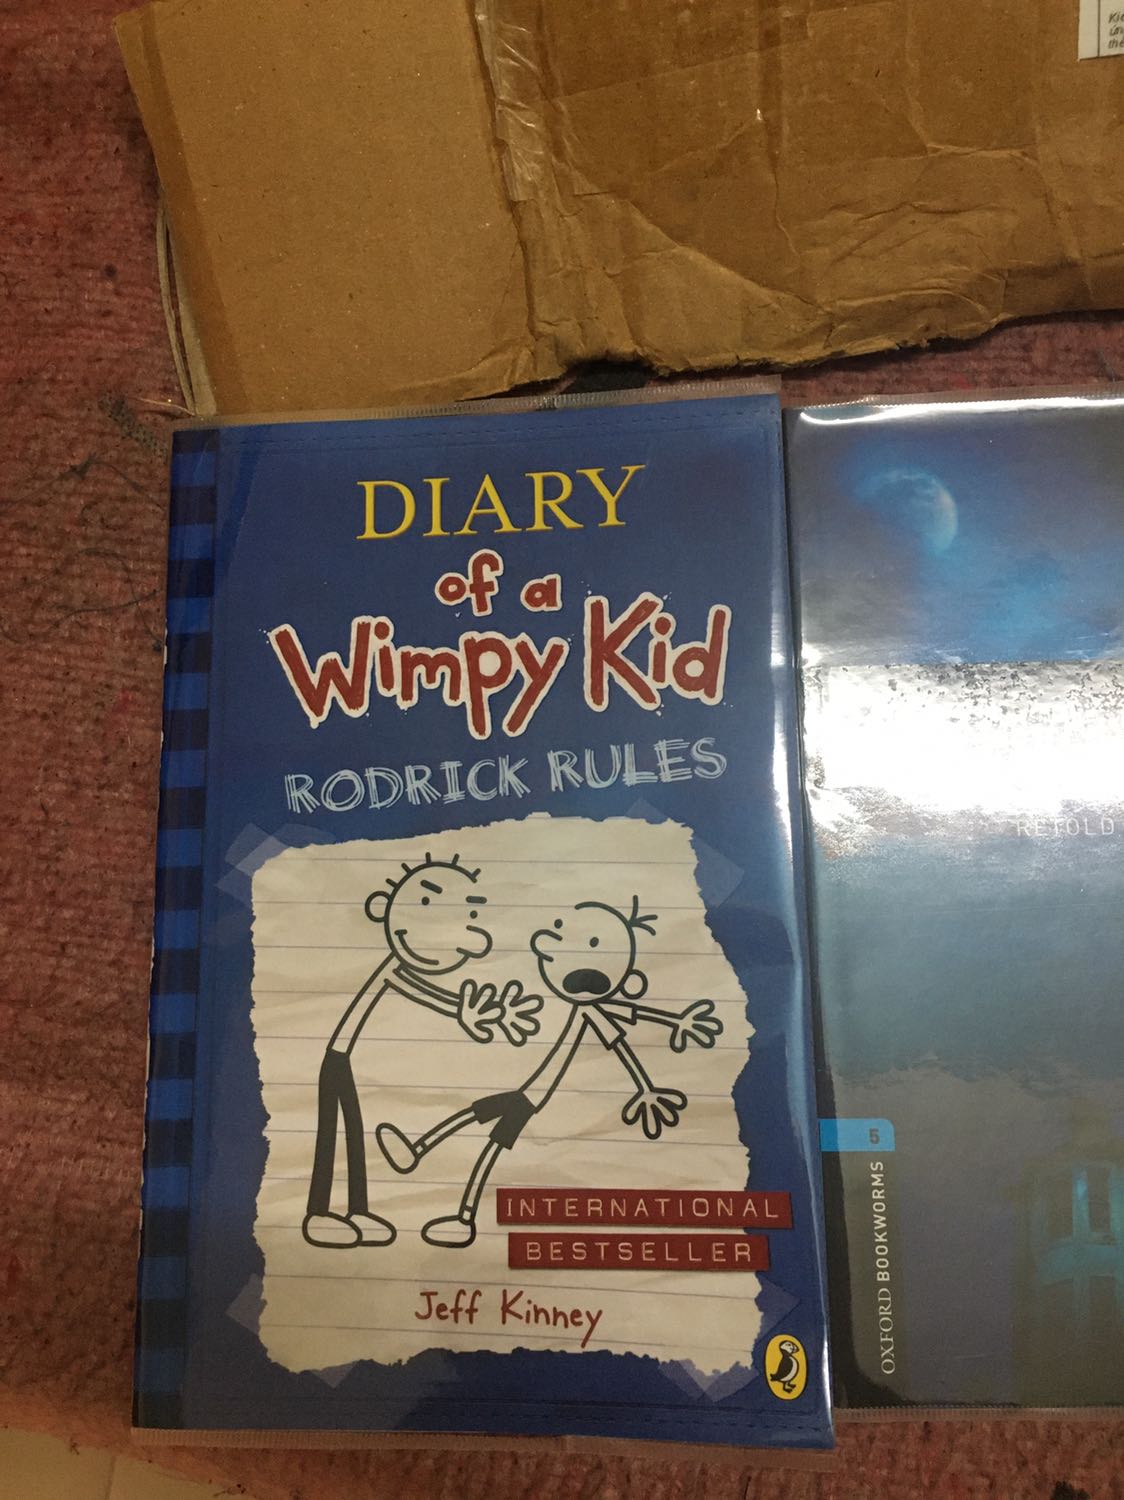 DIARY
of a
Wimpy Kid
RODRICK RULES
INTERNATIONAL
BESTSELLER
Jeff Kinney
RETOLD
5
OXFORD BOOKWORMS